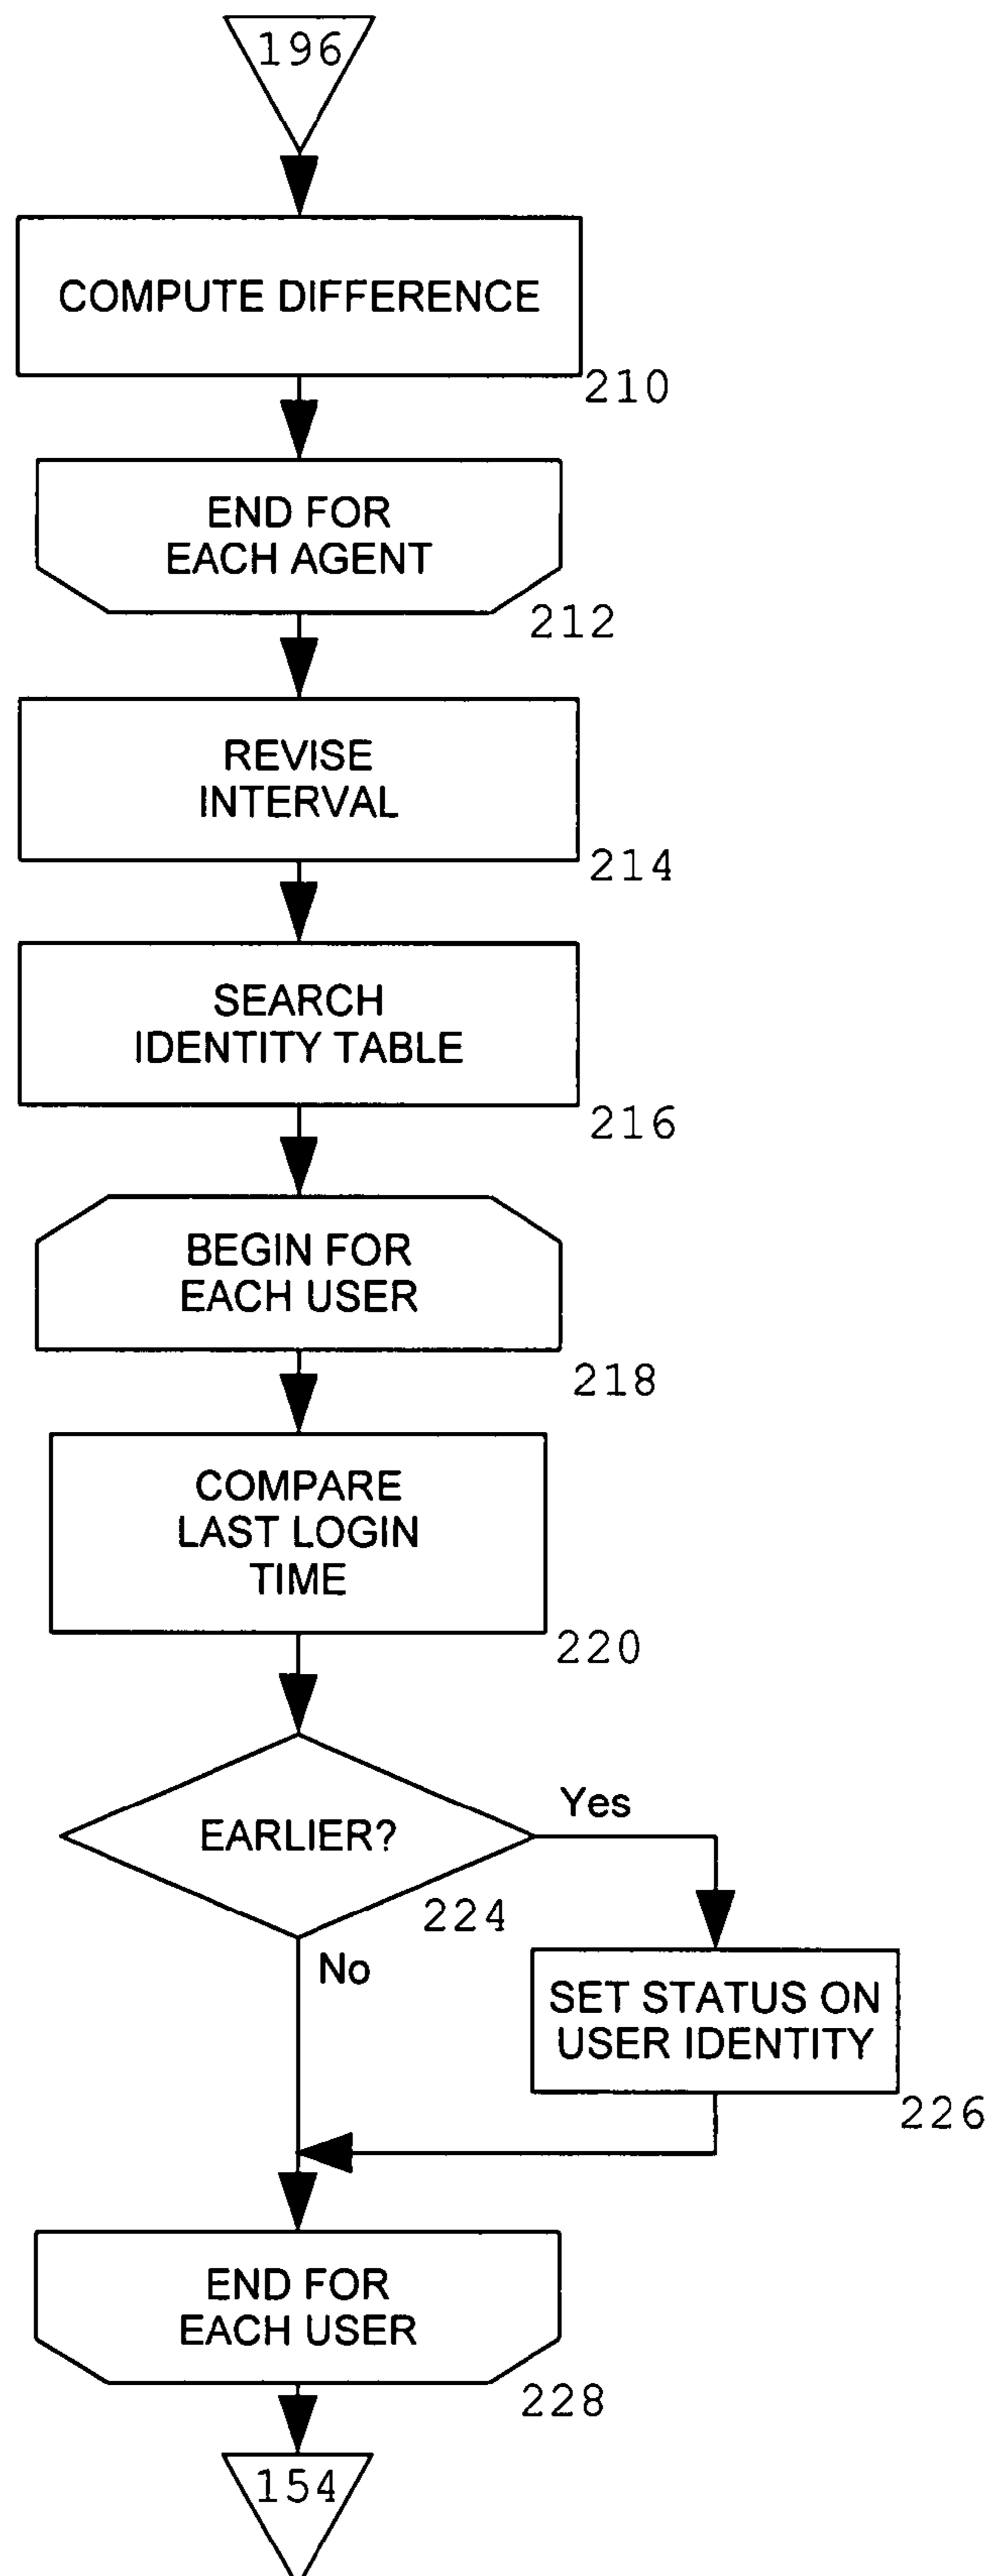 196
COMPUTE DIFFERENCE
210
END FOR
EACH AGENT
212
REVISE
INTERVAL
214
SEARCH
IDENTITY TABLE
216
BEGIN FOR
EACH USER
218
COMPARE
LAST LOGIN
TIME
220
Yes
EARLIER?
224
No
SET STATUS ON
USER IDENTITY
226
END FOR
EACH USER
228
154